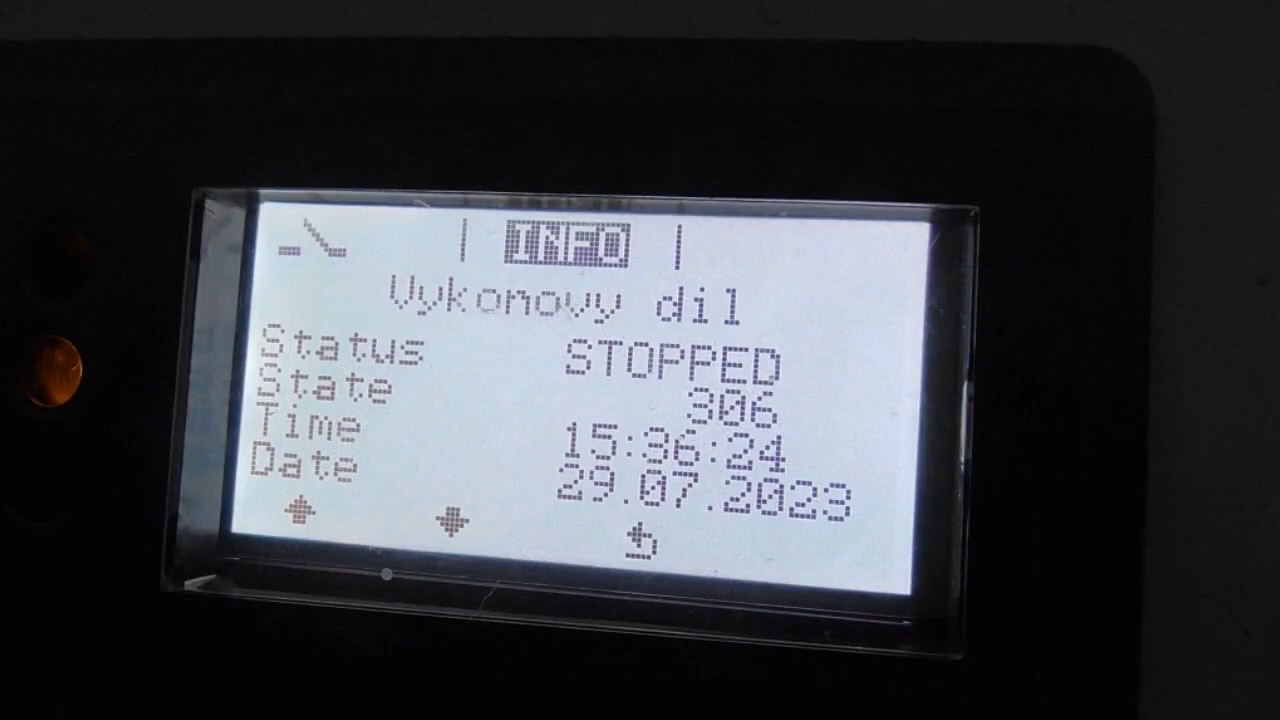 INFO
Vykonovy dil
Status STOPPED
State 306
Time 15:36:24
Date 29.07.2023